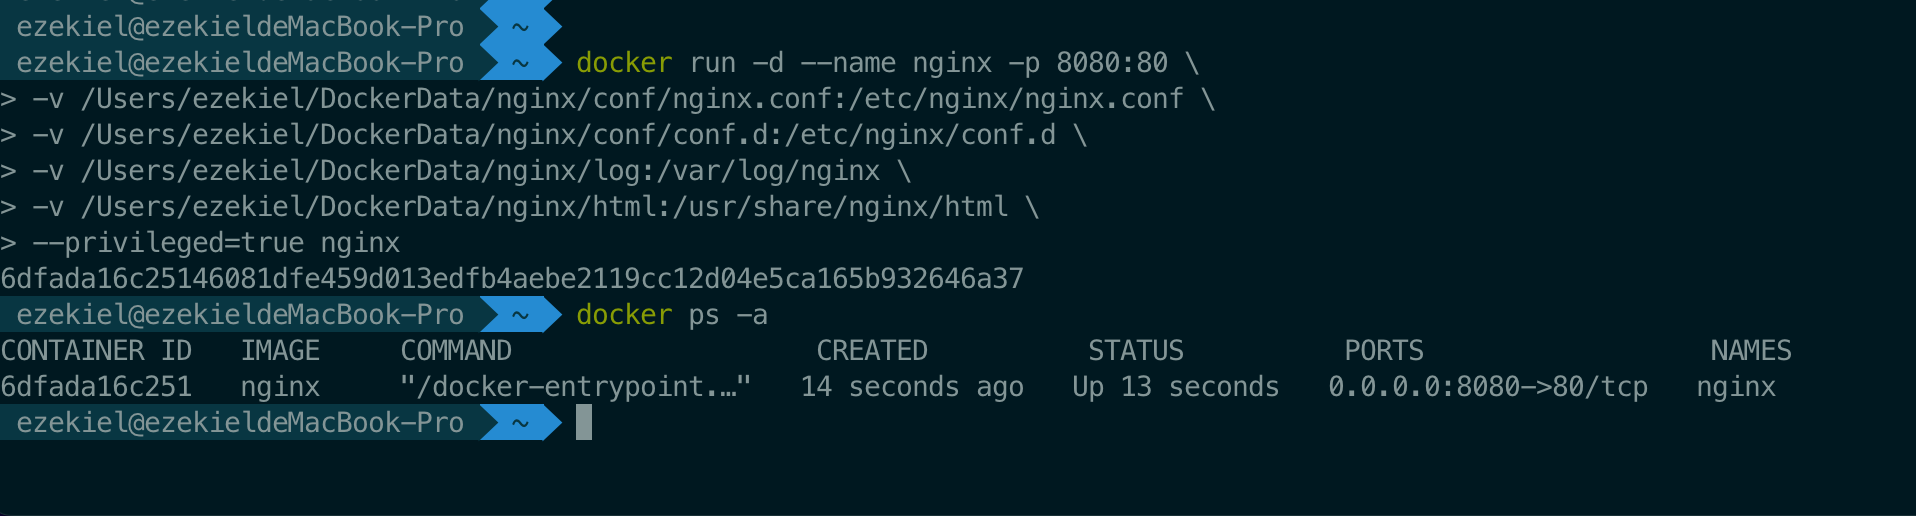 ezekiel@ezekieldeMacBook-Pro ~
ezekiel@ezekieldeMacBook-Pro ~ docker run -d --name nginx -p 8080:80 \
> -v /Users/ezekiel/DockerData/nginx/conf/nginx.conf:/etc/nginx/nginx.conf \
> -v /Users/ezekiel/DockerData/nginx/conf/conf.d:/etc/nginx/conf.d \
> -v /Users/ezekiel/DockerData/nginx/log:/var/log/nginx \
> -v /Users/ezekiel/DockerData/nginx/html:/usr/share/nginx/html \
> --privileged=true nginx
6dfada16c25146081dfe459d013edfb4aebe2119cc12d04e5ca165b932646a37
ezekiel@ezekieldeMacBook-Pro ~ docker ps -a
CONTAINER ID   IMAGE     COMMAND                   CREATED          STATUS          PORTS                  NAMES
6dfada16c251   nginx     "/docker-entrypoint.…"   14 seconds ago   Up 13 seconds   0.0.0.0:8080->80/tcp   nginx
ezekiel@ezekieldeMacBook-Pro ~